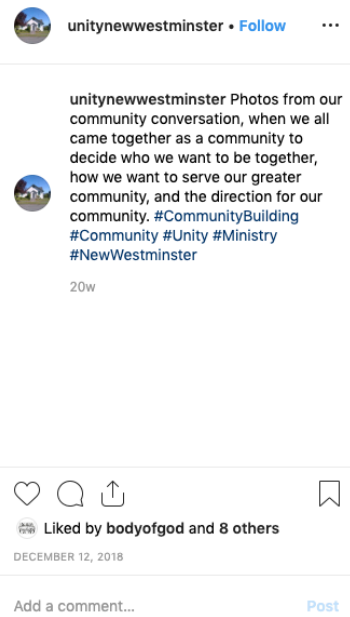 unitynewwestminster • Follow
unitynewwestminster Photos from our
community conversation, when we all
came together as a community to
decide who we want to be together,
how we want to serve our greater
community, and the direction for our
community. #CommunityBuilding
#Community #Unity #Ministry
#NewWestminster
20w
Liked by bodyofgod and 8 others
DECEMBER 12, 2018
Add a comment... Post